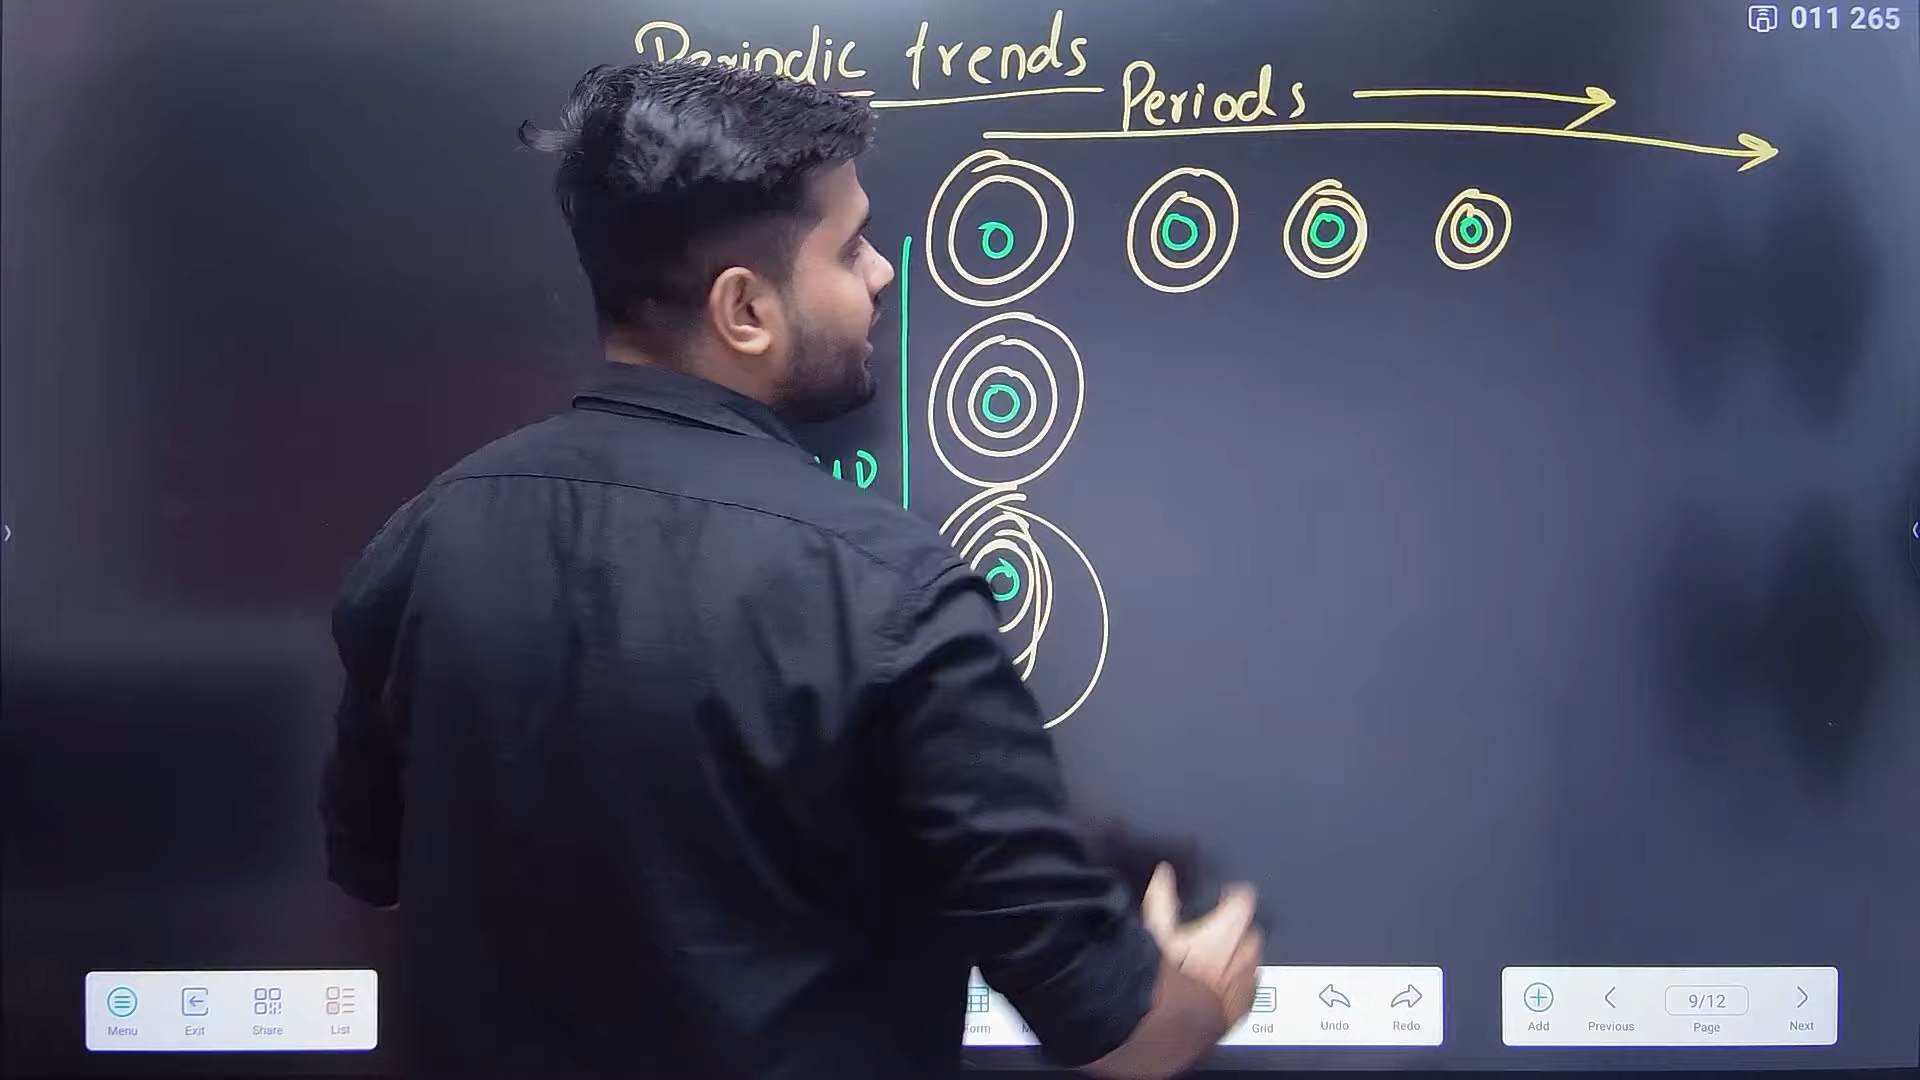 011 265
Periodic trends
Periods
Menu
Exit
Share
List
Form
Grid
Undo
Redo
Add
Previous
9/12
Page
Next